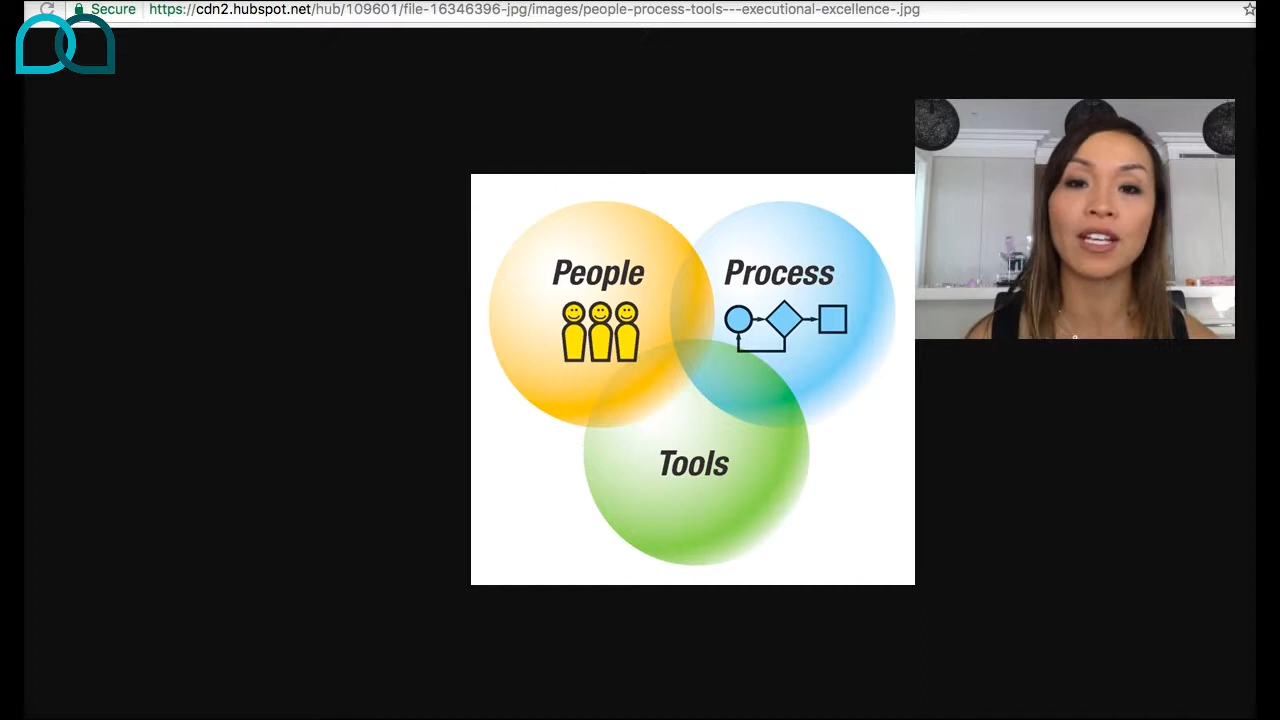 Secure
https://cdn2.hubspot.net/hub/109601/file-16346396-jpg/images/people-process-tools---executional-excellence-.jpg
People
Process
Tools